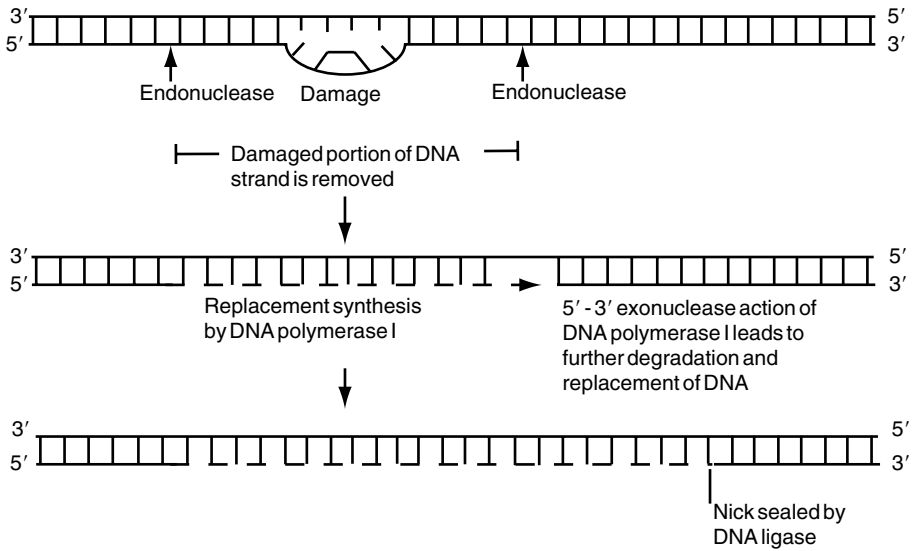 3′ 5′
5′ 3′
Endonuclease Damage Endonuclease
Damaged portion of DNA
strand is removed
3′ 5′
5′ 3′
Replacement synthesis
by DNA polymerase I
5′ - 3′ exonuclease action of
DNA polymerase I leads to
further degradation and
replacement of DNA
3′ 5′
5′ 3′
Nick sealed by
DNA ligase